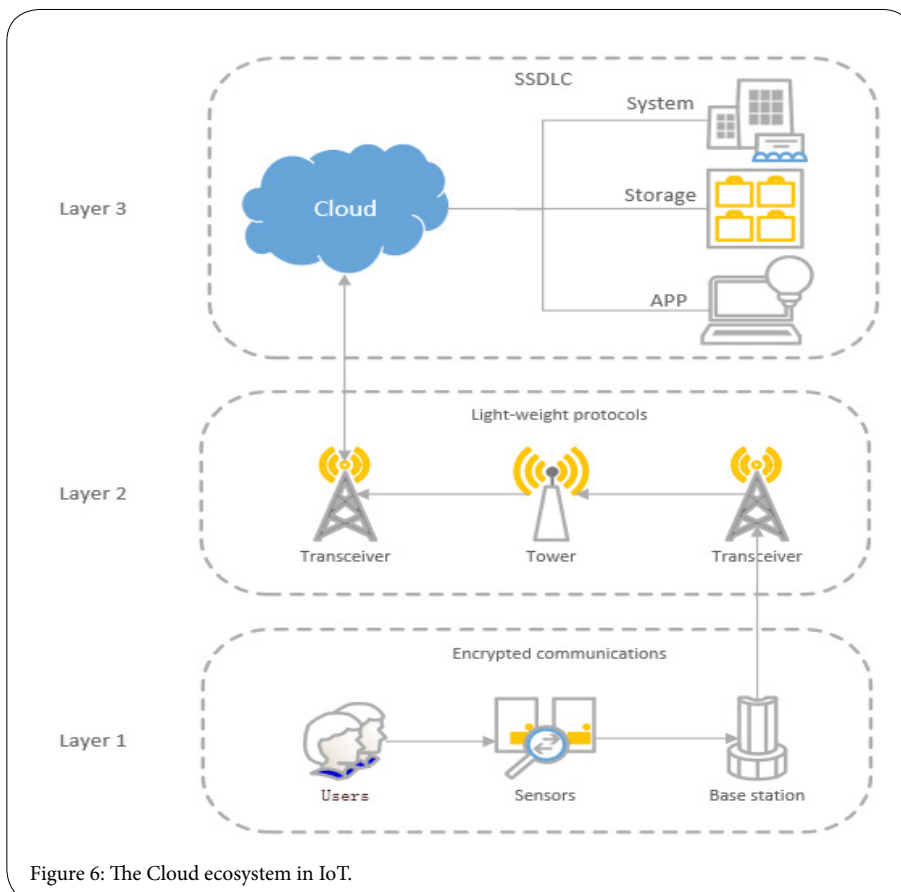 SSDLC
System
Layer 3
Cloud
Storage
APP
Light-weight protocols
Layer 2
Transceiver
Tower
Transceiver
Encrypted communications
Layer 1
Users
Sensors
Base station
Figure 6: The Cloud ecosystem in IoT.